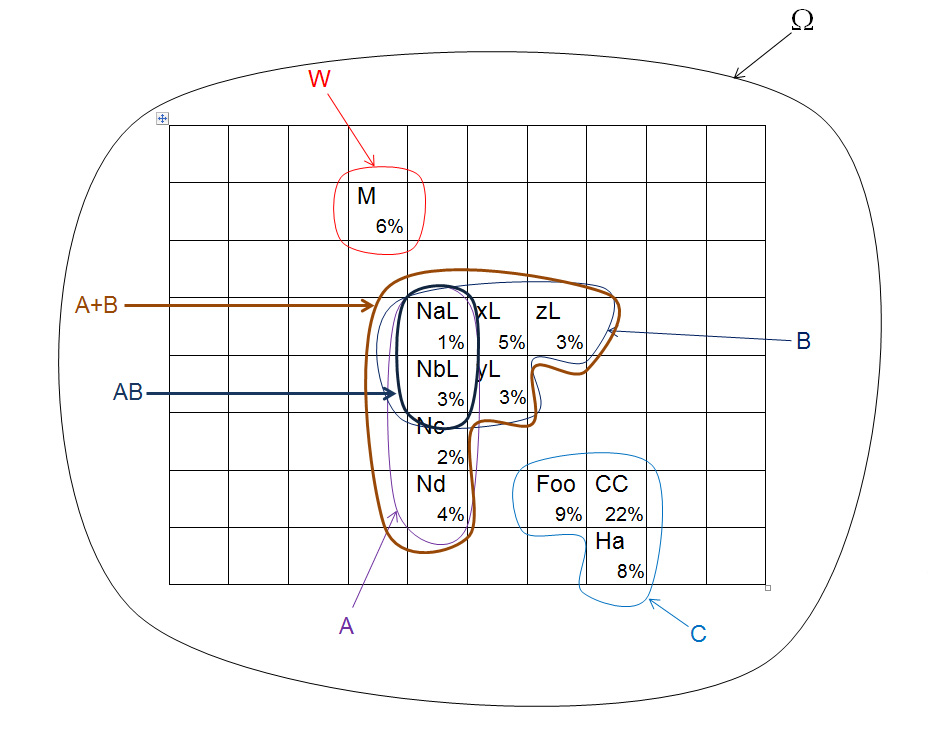 Ω
W
M
6%
A+B
NaL xL zL
1% 5% 3%
B
NbL yL
AB
3% 3%
Nc
2%
Nd Foo CC
4% 9% 22%
Ha
8%
A
C